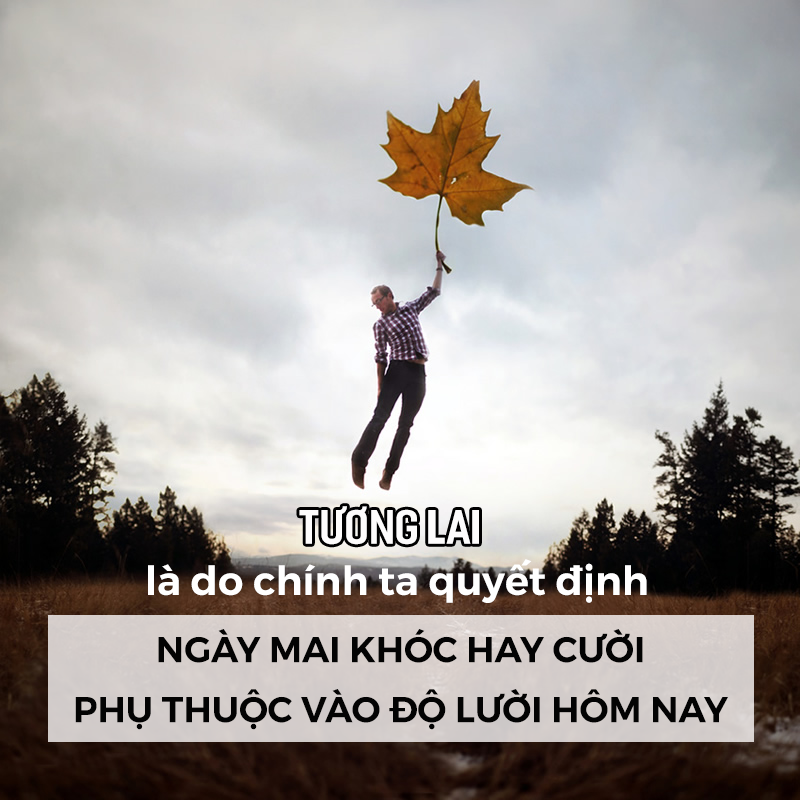 TƯƠNG LAI
là do chính ta quyết định
NGÀY MAI KHÓC HAY CƯỜI
PHỤ THUỘC VÀO ĐỘ LƯỜI HÔM NAY